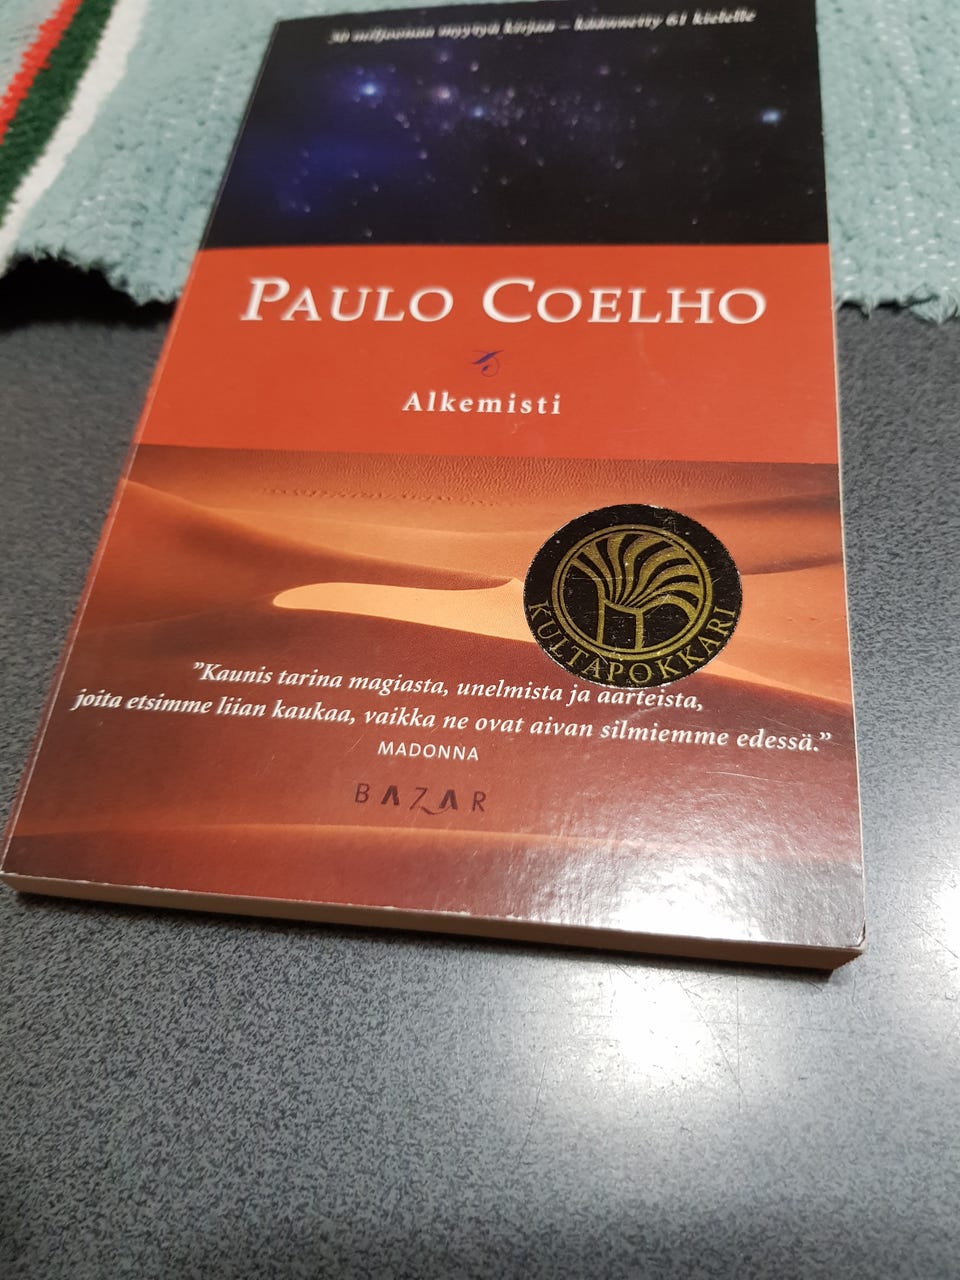 30 miljoonaa myytyä kirjaa – käännetty 61 kielelle
PAULO COELHO
Alkemisti
KULTAPOKKARI
"Kaunis tarina magiasta, unelmista ja aarteista,
joita etsimme liian kaukaa, vaikka ne ovat aivan silmiemme edessä."
MADONNA
BAZAR